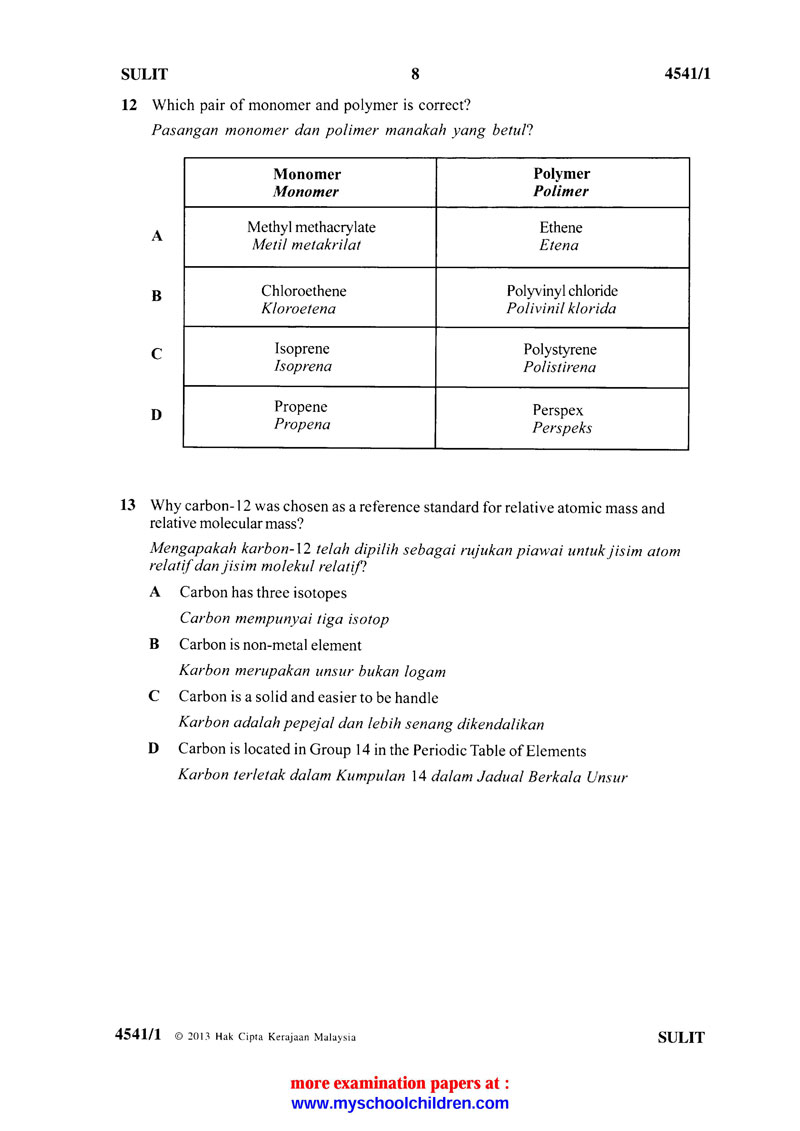 SULIT 8 4541/1
12 Which pair of monomer and polymer is correct?
Pasangan monomer dan polimer manakah yang betul?
Monomer Polymer
Monomer Polimer
A Methyl methacrylate Ethene
Metil metakrilat Etena
B Chloroethene Polyvinyl chloride
Kloroetena Polivinil klorida
C Isoprene Polystyrene
Isoprena Polistirena
D Propene Perspex
Propena Perspeks
13 Why carbon-12 was chosen as a reference standard for relative atomic mass and
relative molecular mass?
Mengapakah karbon-12 telah dipilih sebagai rujukan piawai untuk jisim atom
relatif dan jisim molekul relatif?
A Carbon has three isotopes
Carbon mempunyai tiga isotop
B Carbon is non-metal element
Karbon merupakan unsur bukan logam
C Carbon is a solid and easier to be handle
Karbon adalah pepejal dan lebih senang dikendalikan
D Carbon is located in Group 14 in the Periodic Table of Elements
Karbon terletak dalam Kumpulan 14 dalam Jadual Berkala Unsur
4541/1 © 2013 Hak Cipta Kerajaan Malaysia SULIT
more examination papers at :
www.myschoolchildren.com